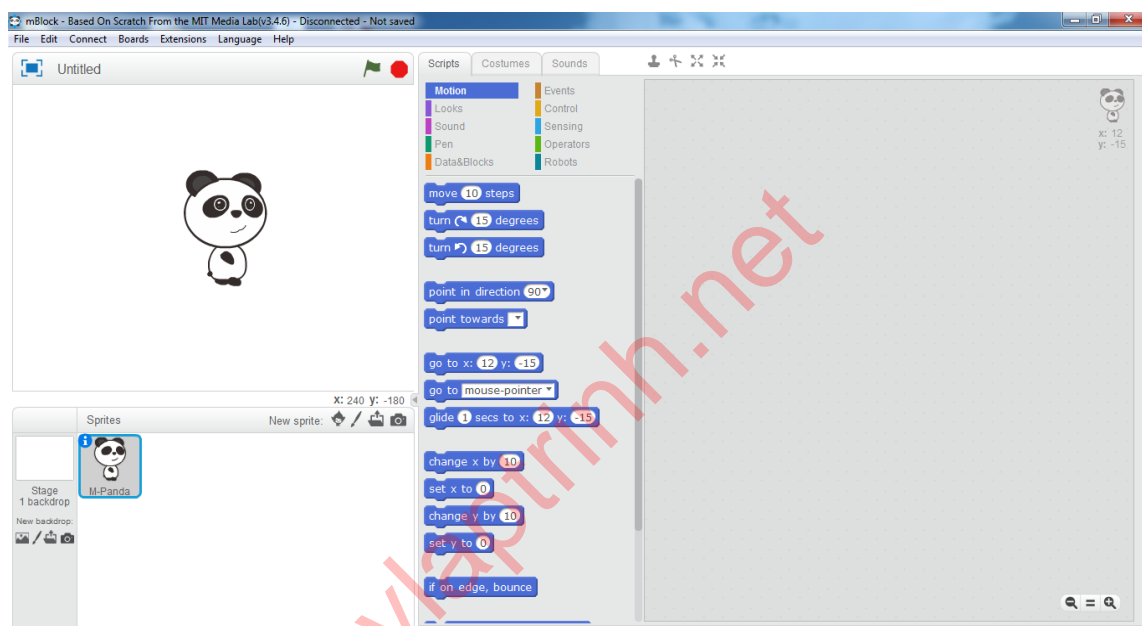 mBlock - Based On Scratch From the MIT Media Lab(v3.4.6) - Disconnected - Not saved
File Edit Connect Boards Extensions Language Help
Untitled
x: 240 y: -180
Sprites
New sprite:
Stage
1 backdrop
New backdrop:
M-Panda
Scripts Costumes Sounds
Motion Events
Looks Control
Sound Sensing
Pen Operators
Data&Blocks Robots
move 10 steps
turn 15 degrees
turn 15 degrees
point in direction 90
point towards
go to x: 12 y: -15
go to mouse-pointer
glide 1 secs to x: 12 y: -15
change x by 10
set x to 0
change y by 10
set y to 0
if on edge, bounce
x: 12
y: -15
ylaptrinh.net